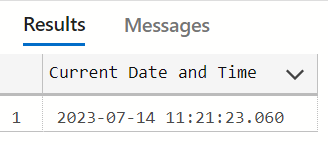 Results Messages
Current Date and Time
1 2023-07-14 11:21:23.060